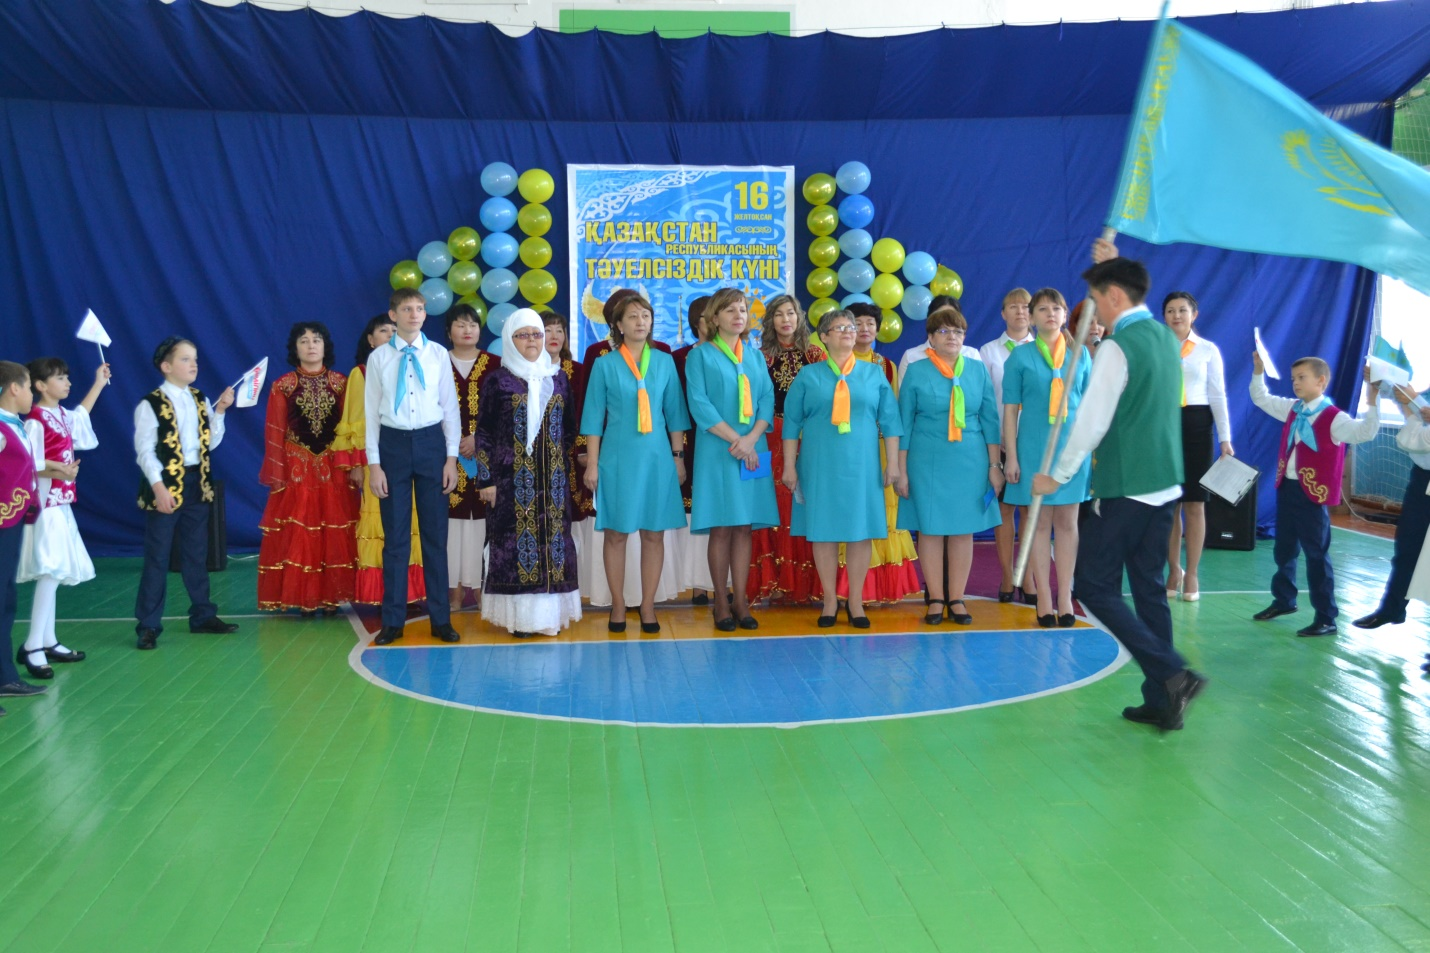 16
ЖЕЛТОҚСАН
ҚАЗАҚСТАН
РЕСПУБЛИКАСЫНЫҢ
ТӘУЕЛСІЗДІК КҮНІ